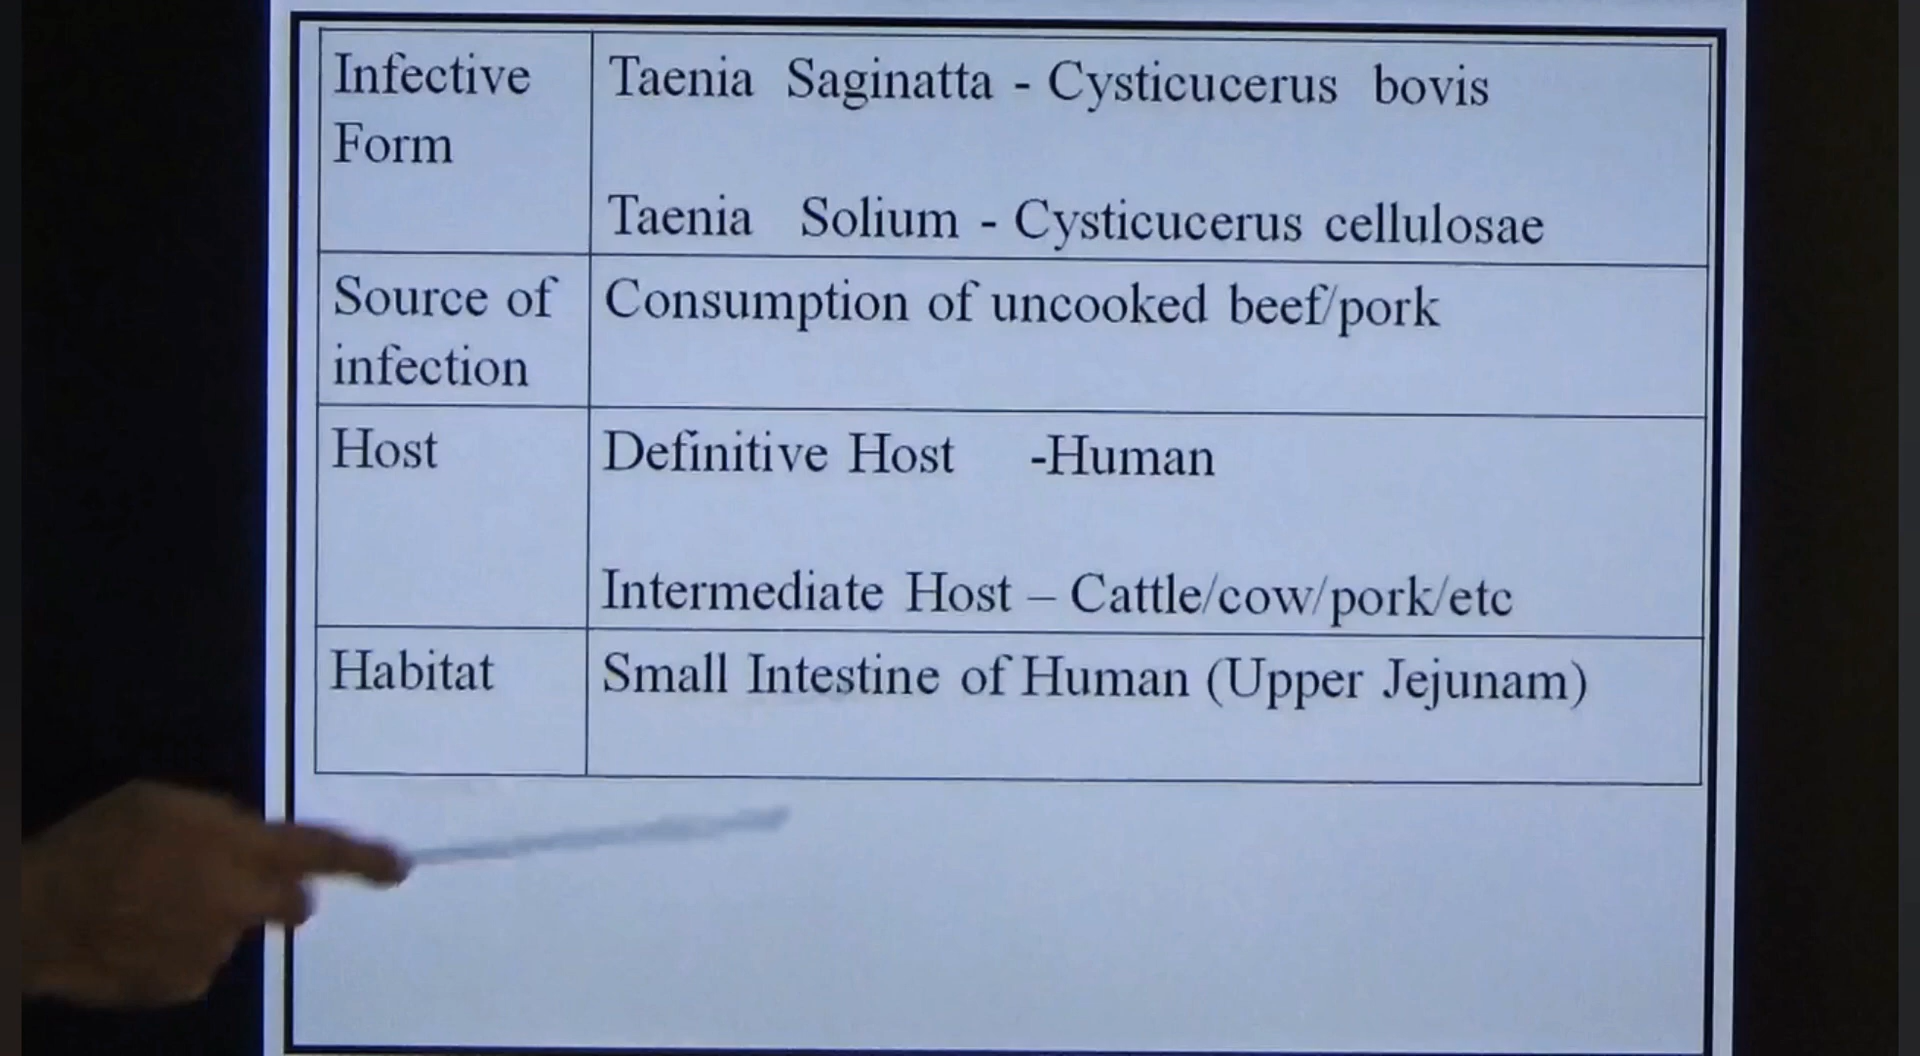 Infective Form
Taenia Saginatta - Cysticucerus bovis
Taenia Solium - Cysticucerus cellulosae
Source of infection
Consumption of uncooked beef/pork
Host
Definitive Host -Human
Intermediate Host – Cattle/cow/pork/etc
Habitat
Small Intestine of Human (Upper Jejunam)